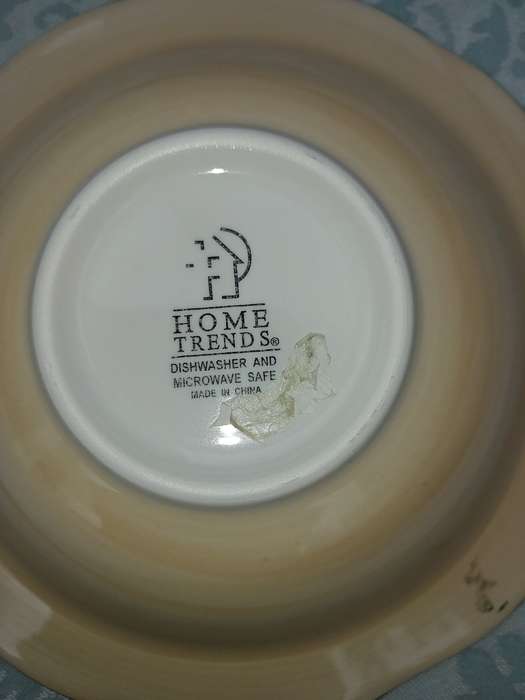 HOME
TRENDS®
DISHWASHER AND
MICROWAVE SAFE
MADE IN CHINA